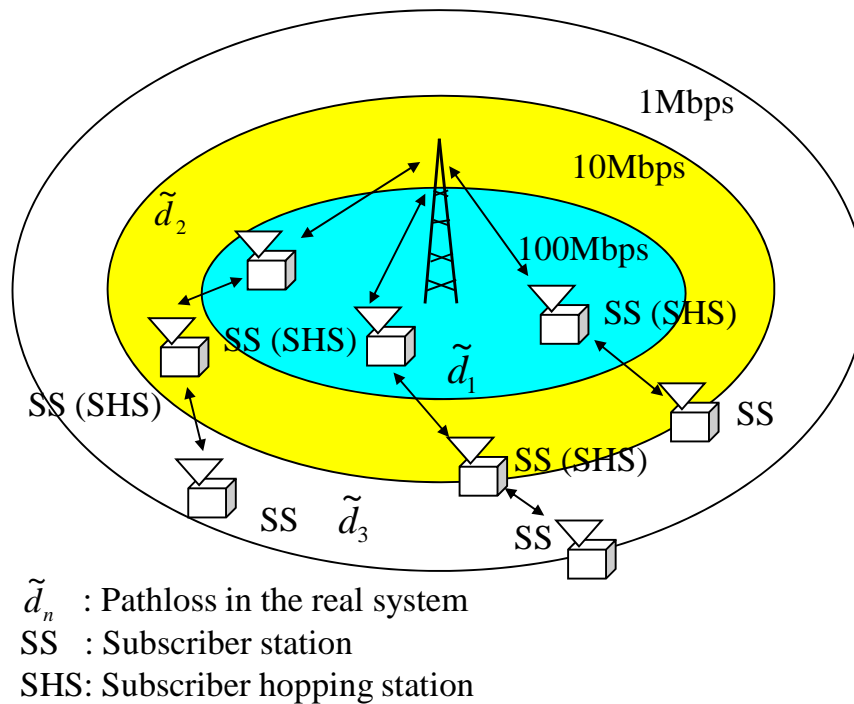 1Mbps
10Mbps
d̃₂
100Mbps
SS (SHS)
SS (SHS)
d̃₁
SS (SHS)
SS
SS (SHS)
SS
d̃₃
SS
d̃ₙ : Pathloss in the real system
SS : Subscriber station
SHS: Subscriber hopping station